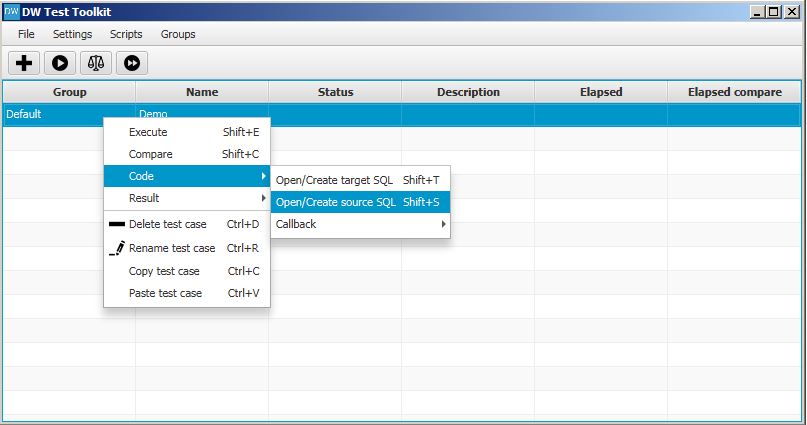 DW DW Test Toolkit
File Settings Scripts Groups
Group Name Status Description Elapsed Elapsed compare
Default Demo
Execute Shift+E
Compare Shift+C
Code
Open/Create target SQL Shift+T
Result
Open/Create source SQL Shift+S
Delete test case Ctrl+D
Callback
Rename test case Ctrl+R
Copy test case Ctrl+C
Paste test case Ctrl+V